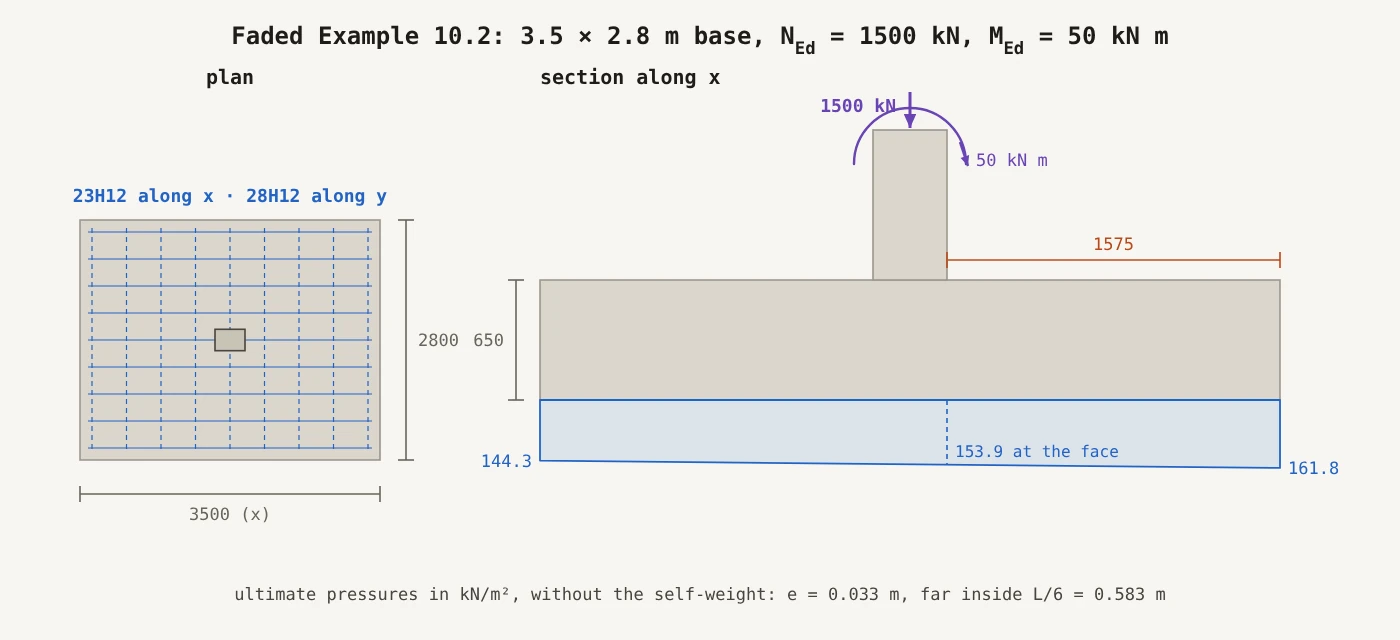 Faded Example 10.2: 3.5 × 2.8 m base, N_Ed = 1500 kN, M_Ed = 50 kN m
plan
section along x
1500 kN
50 kN m
23H12 along x · 28H12 along y
1575
2800
650
153.9 at the face
144.3
161.8
3500 (x)
ultimate pressures in kN/m², without the self-weight: e = 0.033 m, far inside L/6 = 0.583 m